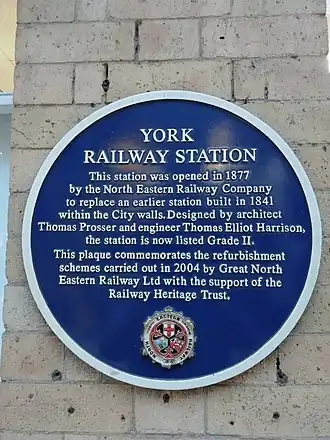 YORK
RAILWAY STATION
This station was opened in 1877
by the North Eastern Railway Company
to replace an earlier station built in 1841
within the City walls. Designed by architect
Thomas Prosser and engineer Thomas Elliot Harrison,
the station is now listed Grade II.
This plaque commemorates the refurbishment
schemes carried out in 2004 by Great North
Eastern Railway Ltd with the support of the
Railway Heritage Trust.
EASTERN